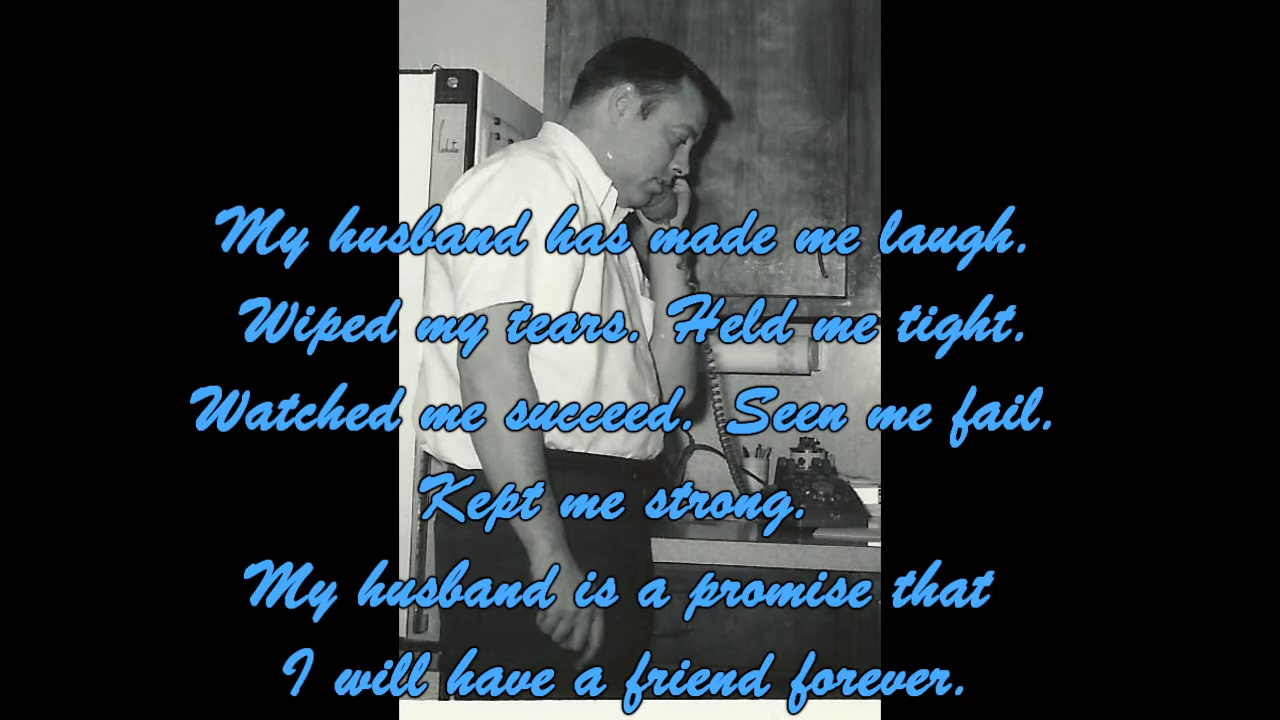 My husband has made me laugh.
Wiped my tears. Held me tight.
Watched me succeed. Seen me fail.
Kept me strong.
My husband is a promise that
I will have a friend forever.